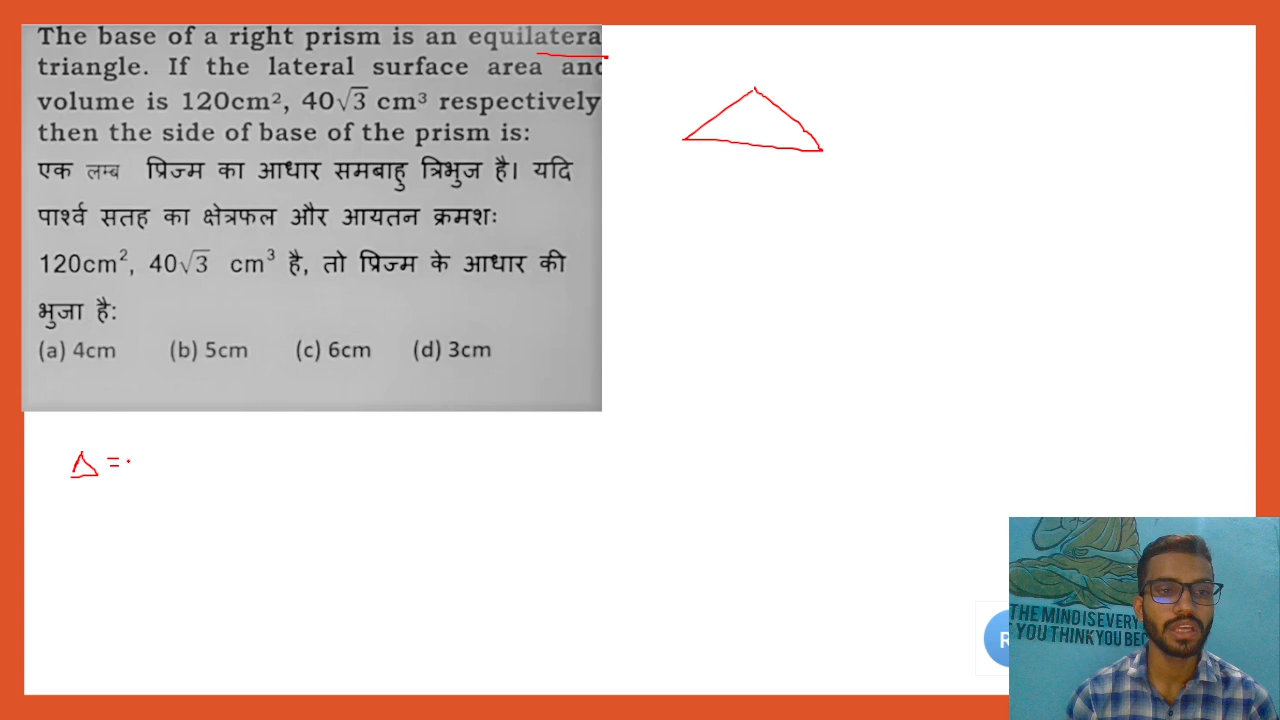 The base of a right prism is an equilatera
triangle. If the lateral surface area and
volume is 120cm², 40√3 cm³ respectively
then the side of base of the prism is:
एक लम्ब प्रिज्म का आधार समबाहु त्रिभुज है। यदि
पार्श्व सतह का क्षेत्रफल और आयतन क्रमशः
120cm², 40√3 cm³ है, तो प्रिज्म के आधार की
भुजा है:
(a) 4cm (b) 5cm (c) 6cm (d) 3cm
Δ =
R
THE MIND IS EVERY
YOU THINK YOU BEC